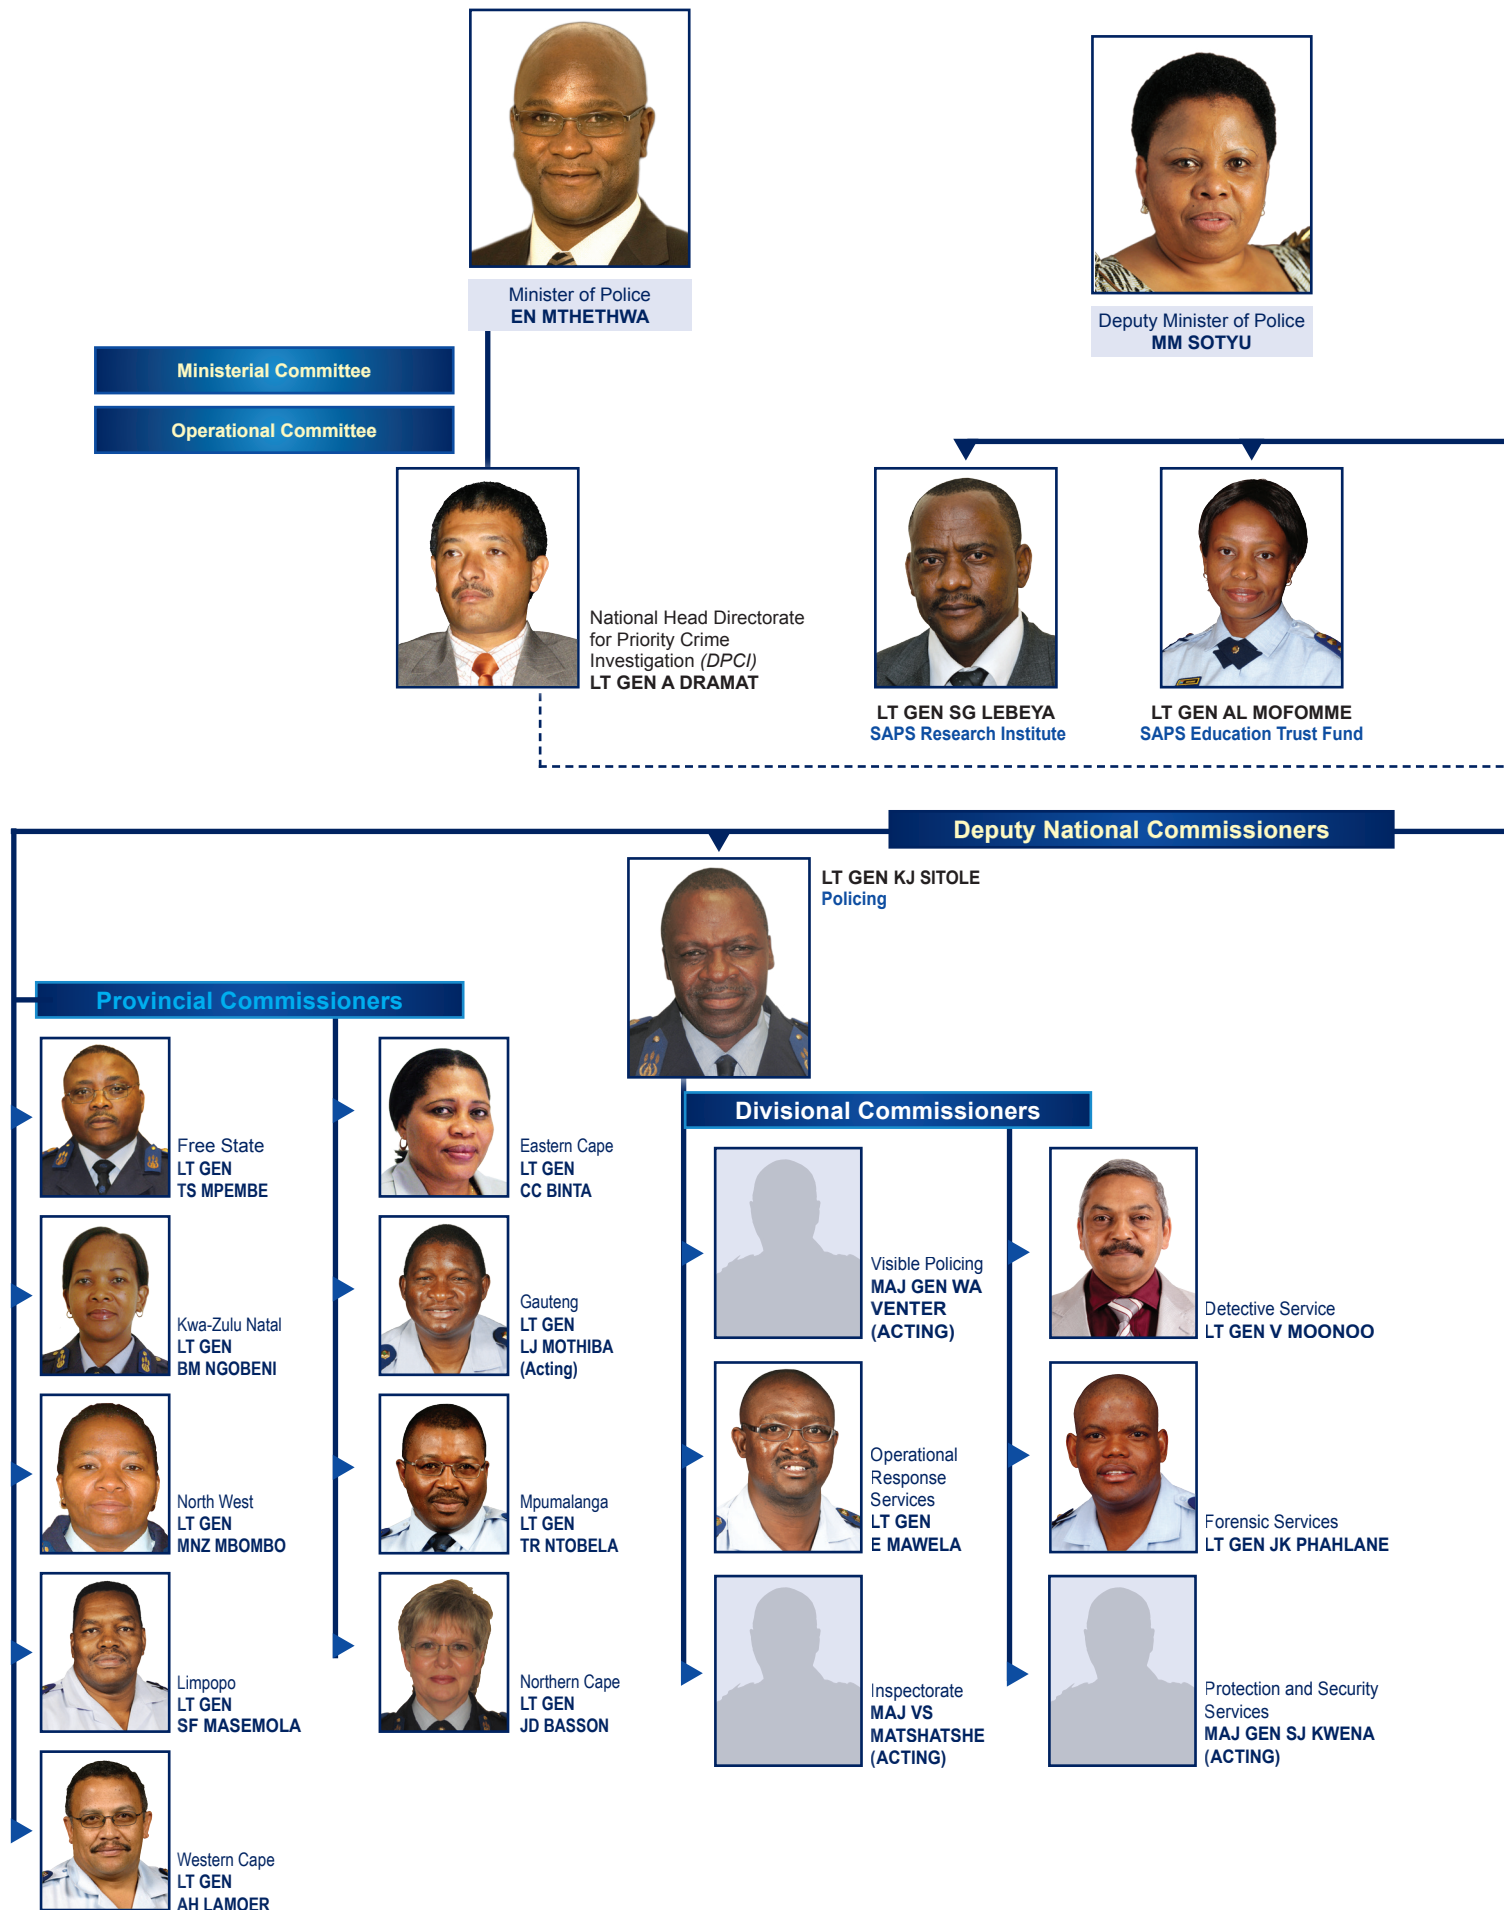 Minister of Police
EN MTHETHWA
Deputy Minister of Police
MM SOTYU
Ministerial Committee
Operational Committee
National Head Directorate
for Priority Crime
Investigation (DPCI)
LT GEN A DRAMAT
LT GEN SG LEBEYA
SAPS Research Institute
LT GEN AL MOFOMME
SAPS Education Trust Fund
Deputy National Commissioners
LT GEN KJ SITOLE
Policing
Provincial Commissioners
Free State
LT GEN
TS MPEMBE
Eastern Cape
LT GEN
CC BINTA
Kwa-Zulu Natal
LT GEN
BM NGOBENI
Gauteng
LT GEN
LJ MOTHIBA
(Acting)
North West
LT GEN
MNZ MBOMBO
Mpumalanga
LT GEN
TR NTOBELA
Limpopo
LT GEN
SF MASEMOLA
Northern Cape
LT GEN
JD BASSON
Western Cape
LT GEN
AH LAMOER
Divisional Commissioners
Visible Policing
MAJ GEN WA
VENTER
(ACTING)
Detective Service
LT GEN V MOONOO
Operational
Response
Services
LT GEN
E MAWELA
Forensic Services
LT GEN JK PHAHLANE
Inspectorate
MAJ VS
MATSHATSHE
(ACTING)
Protection and Security
Services
MAJ GEN SJ KWENA
(ACTING)